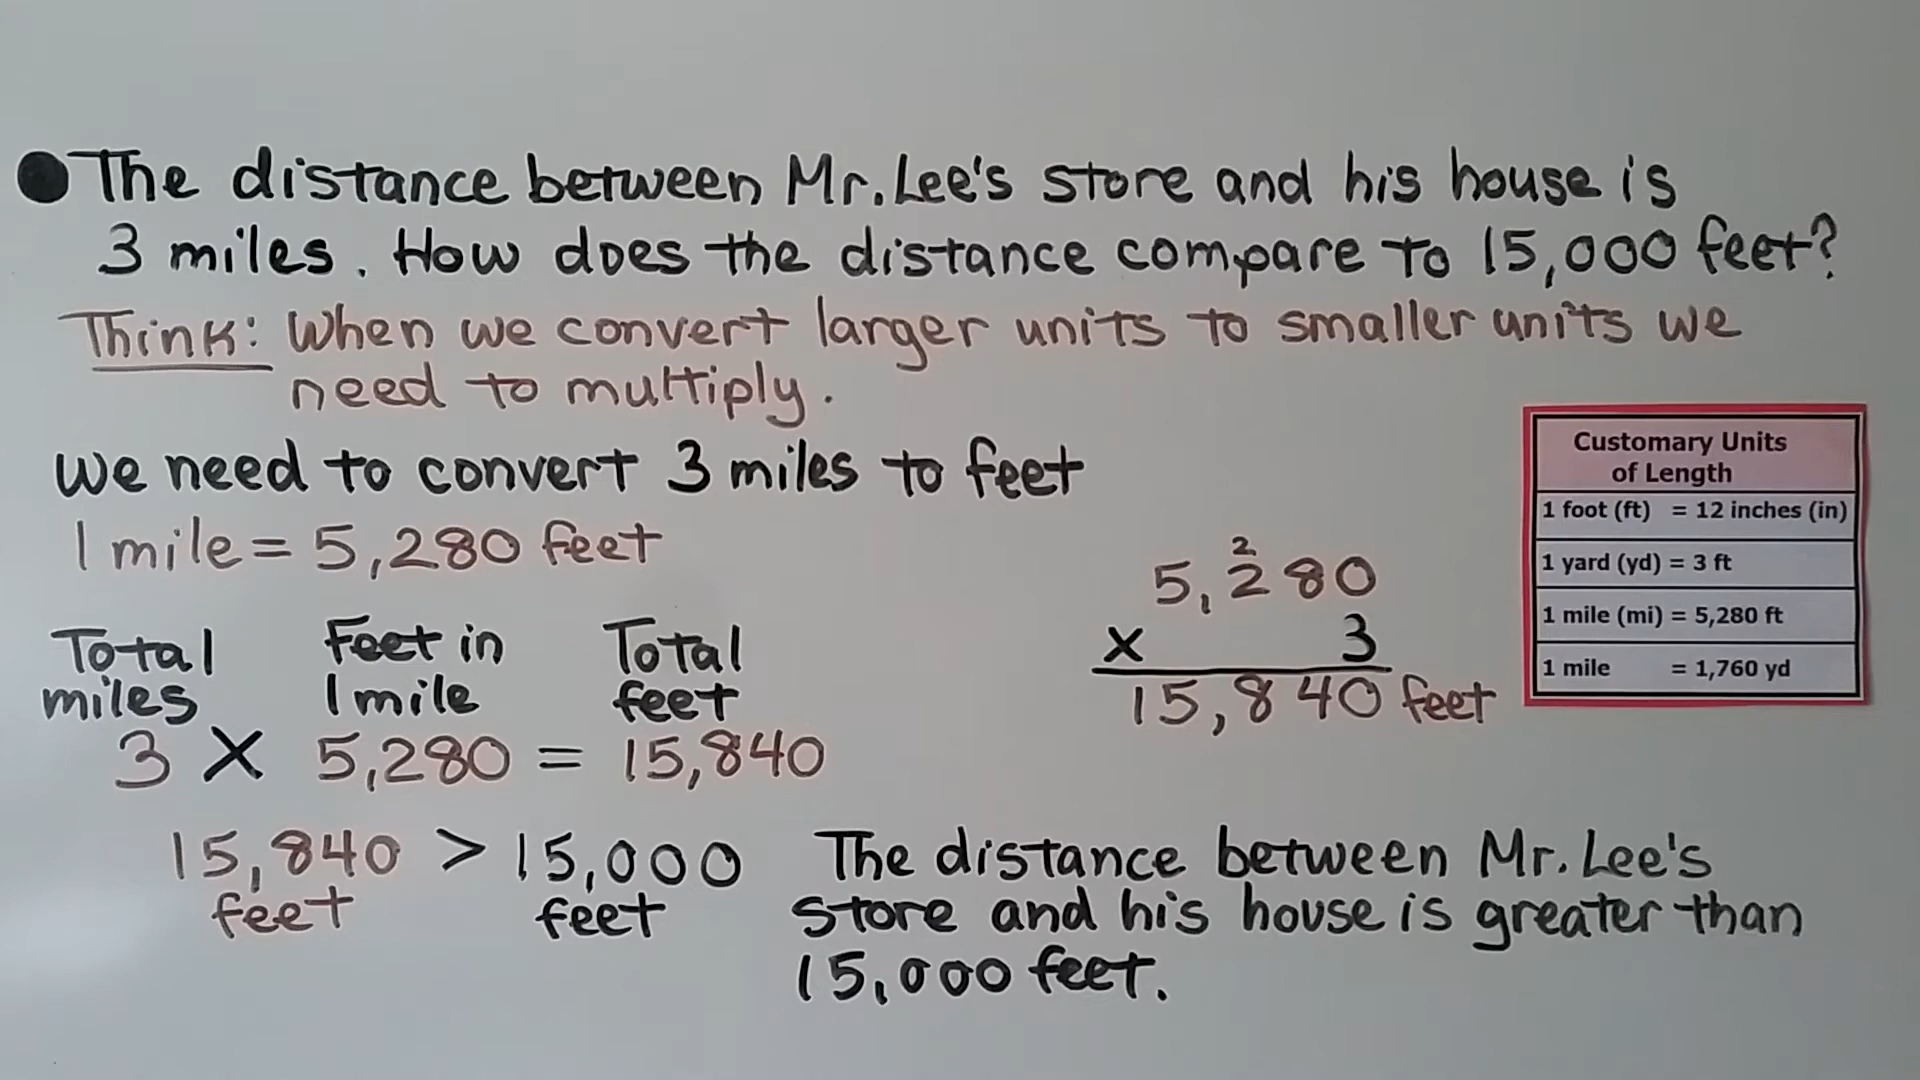 The distance between Mr. Lee's store and his house is
3 miles. How does the distance compare to 15,000 feet?
Think: When we convert larger units to smaller units we
need to multiply.
We need to convert 3 miles to feet
1 mile = 5,280 feet
Total miles
Feet in 1 mile
Total feet
3 X 5,280 = 15,840
2
5,280
x 3
15,840 feet
Customary Units
of Length
1 foot (ft) = 12 inches (in)
1 yard (yd) = 3 ft
1 mile (mi) = 5,280 ft
1 mile = 1,760 yd
15,840 > 15,000
feet feet
The distance between Mr. Lee's
store and his house is greater than
15,000 feet.